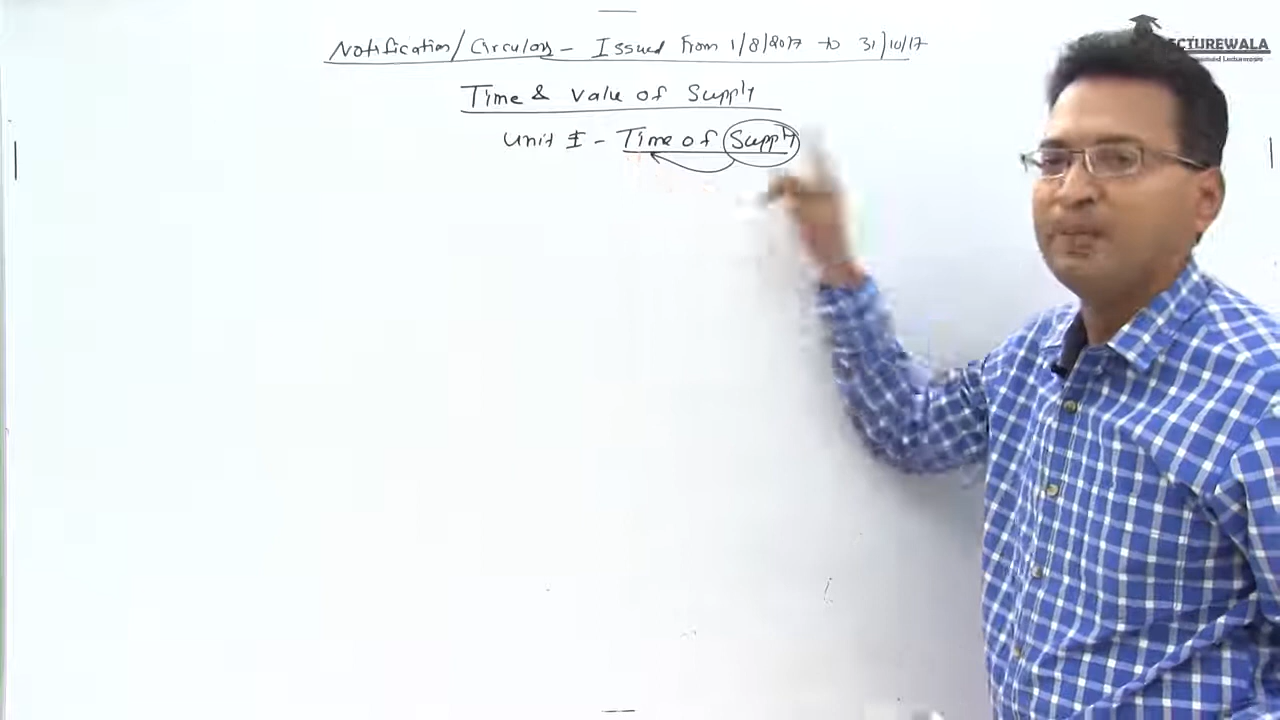 Notification/Circulars - Issued From 1/8/2017 to 31/10/17
Time & Value of Supply
Unit I - Time of Supply
LECTUREWALA